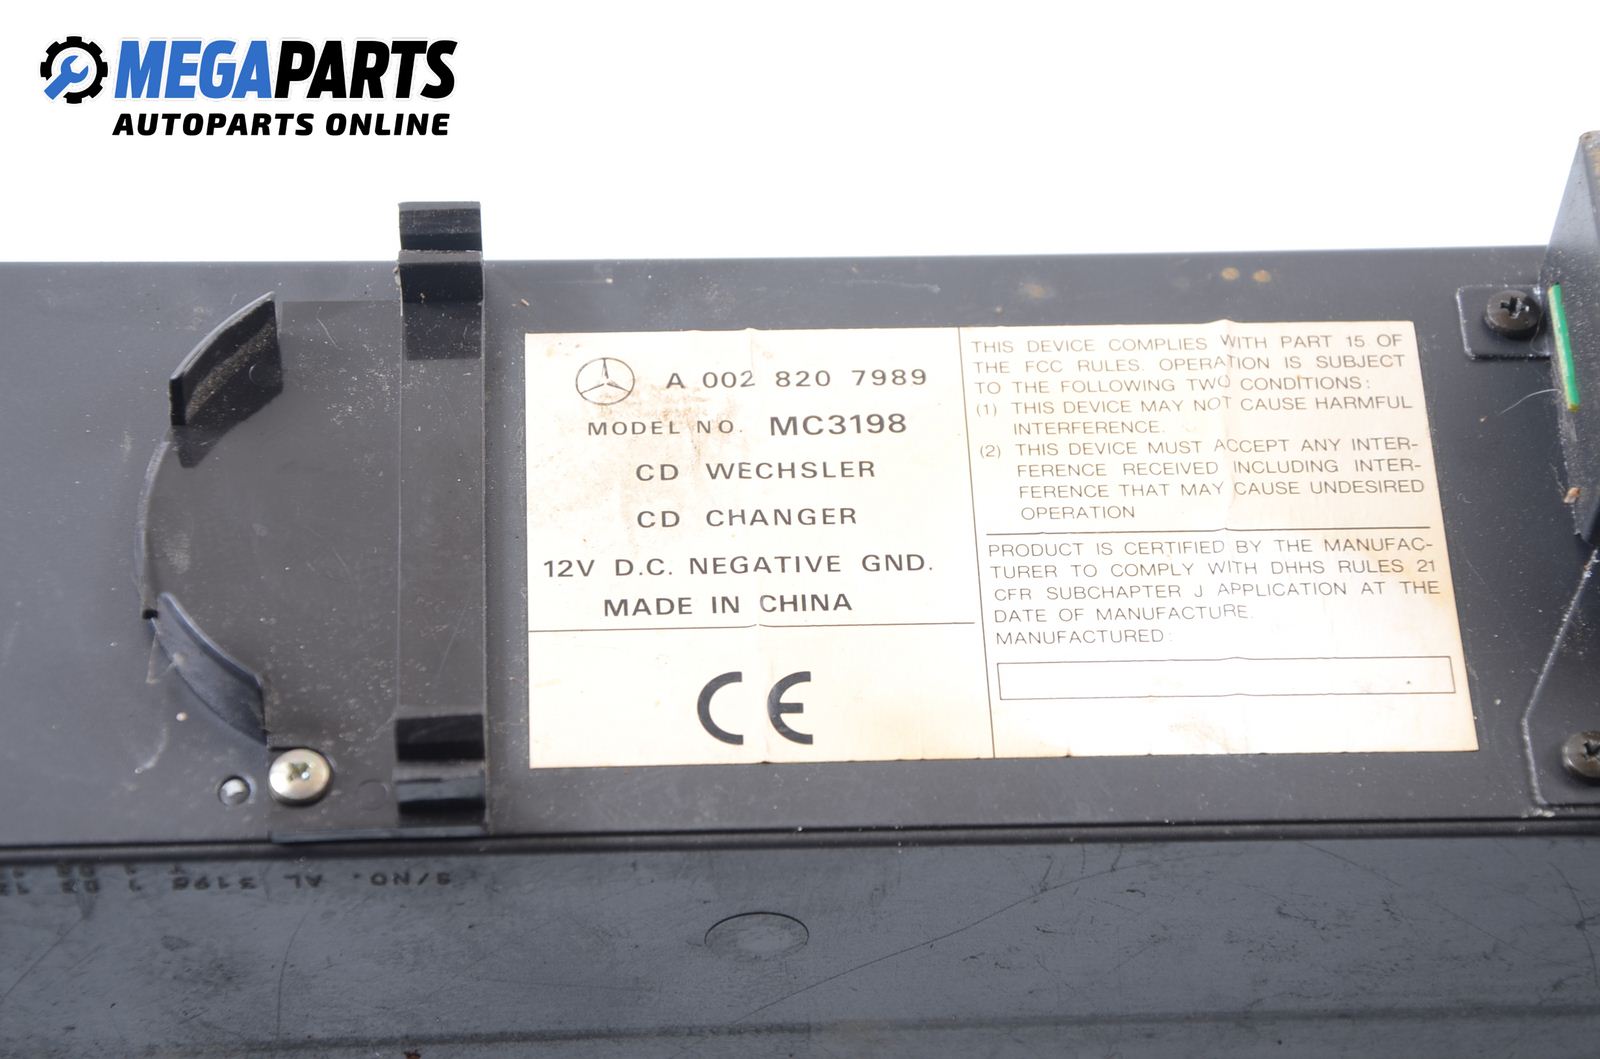 MEGAPARTS
AUTOPARTS ONLINE
A 002 820 7989
MODEL NO. MC3198
CD WECHSLER
CD CHANGER
12V D.C. NEGATIVE GND.
MADE IN CHINA
CE
THIS DEVICE COMPLIES WITH PART 15 OF
THE FCC RULES. OPERATION IS SUBJECT
TO THE FOLLOWING TWO CONDITIONS:
(1) THIS DEVICE MAY NOT CAUSE HARMFUL
INTERFERENCE.
(2) THIS DEVICE MUST ACCEPT ANY INTER-
FERENCE RECEIVED INCLUDING INTER-
FERENCE THAT MAY CAUSE UNDESIRED
OPERATION
PRODUCT IS CERTIFIED BY THE MANUFAC-
TURER TO COMPLY WITH DHHS RULES 21
CFR SUBCHAPTER J APPLICATION AT THE
DATE OF MANUFACTURE.
MANUFACTURED:
S/NO. AL 3198